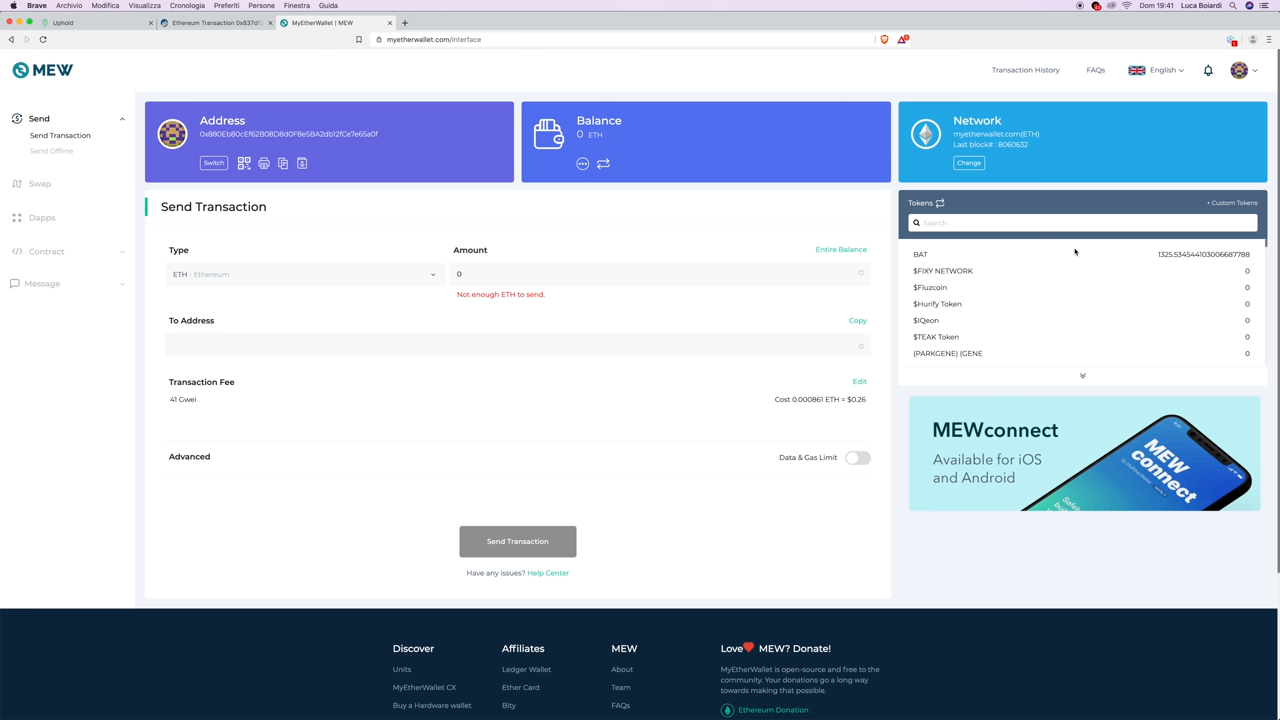 Brave Archivio Modifica Visualizza Cronologia Preferiti Persone Finestra Guida Dom 19:41 Luca Boiardi
Uphold
Ethereum Transaction 0x837df3
MyEtherWallet | MEW
myetherwallet.com/interface
MEW
Transaction History FAQs English
Send
Send Transaction
Send Offline
Swap
Dapps
Contract
Message
Address
0x880Eb80cEf62B08D8d0F8e5BA2db12fCe7e65a0f
Switch
Balance
0 ETH
Network
myetherwallet.com(ETH)
Last block# : 8060632
Change
Send Transaction
Type
ETH - Ethereum
Amount
Entire Balance
0
Not enough ETH to send.
To Address
Copy
Transaction Fee
Edit
41 Gwei
Cost 0.000861 ETH = $0.26
Advanced
Data & Gas Limit
Send Transaction
Have any issues? Help Center
Tokens
+ Custom Tokens
Search
BAT 1325.534544103006687788
$FIXY NETWORK 0
$Fluzcoin 0
$Hurify Token 0
$IQeon 0
$TEAK Token 0
(PARKGENE) (GENE 0
MEWconnect
Available for iOS
and Android
MEW
connect
Discover
Units
MyEtherWallet CX
Buy a Hardware wallet
Affiliates
Ledger Wallet
Ether Card
Bity
MEW
About
Team
FAQs
Love MEW? Donate!
MyEtherWallet is open-source and free to the
community. Your donations go a long way
towards making that possible.
Ethereum Donation